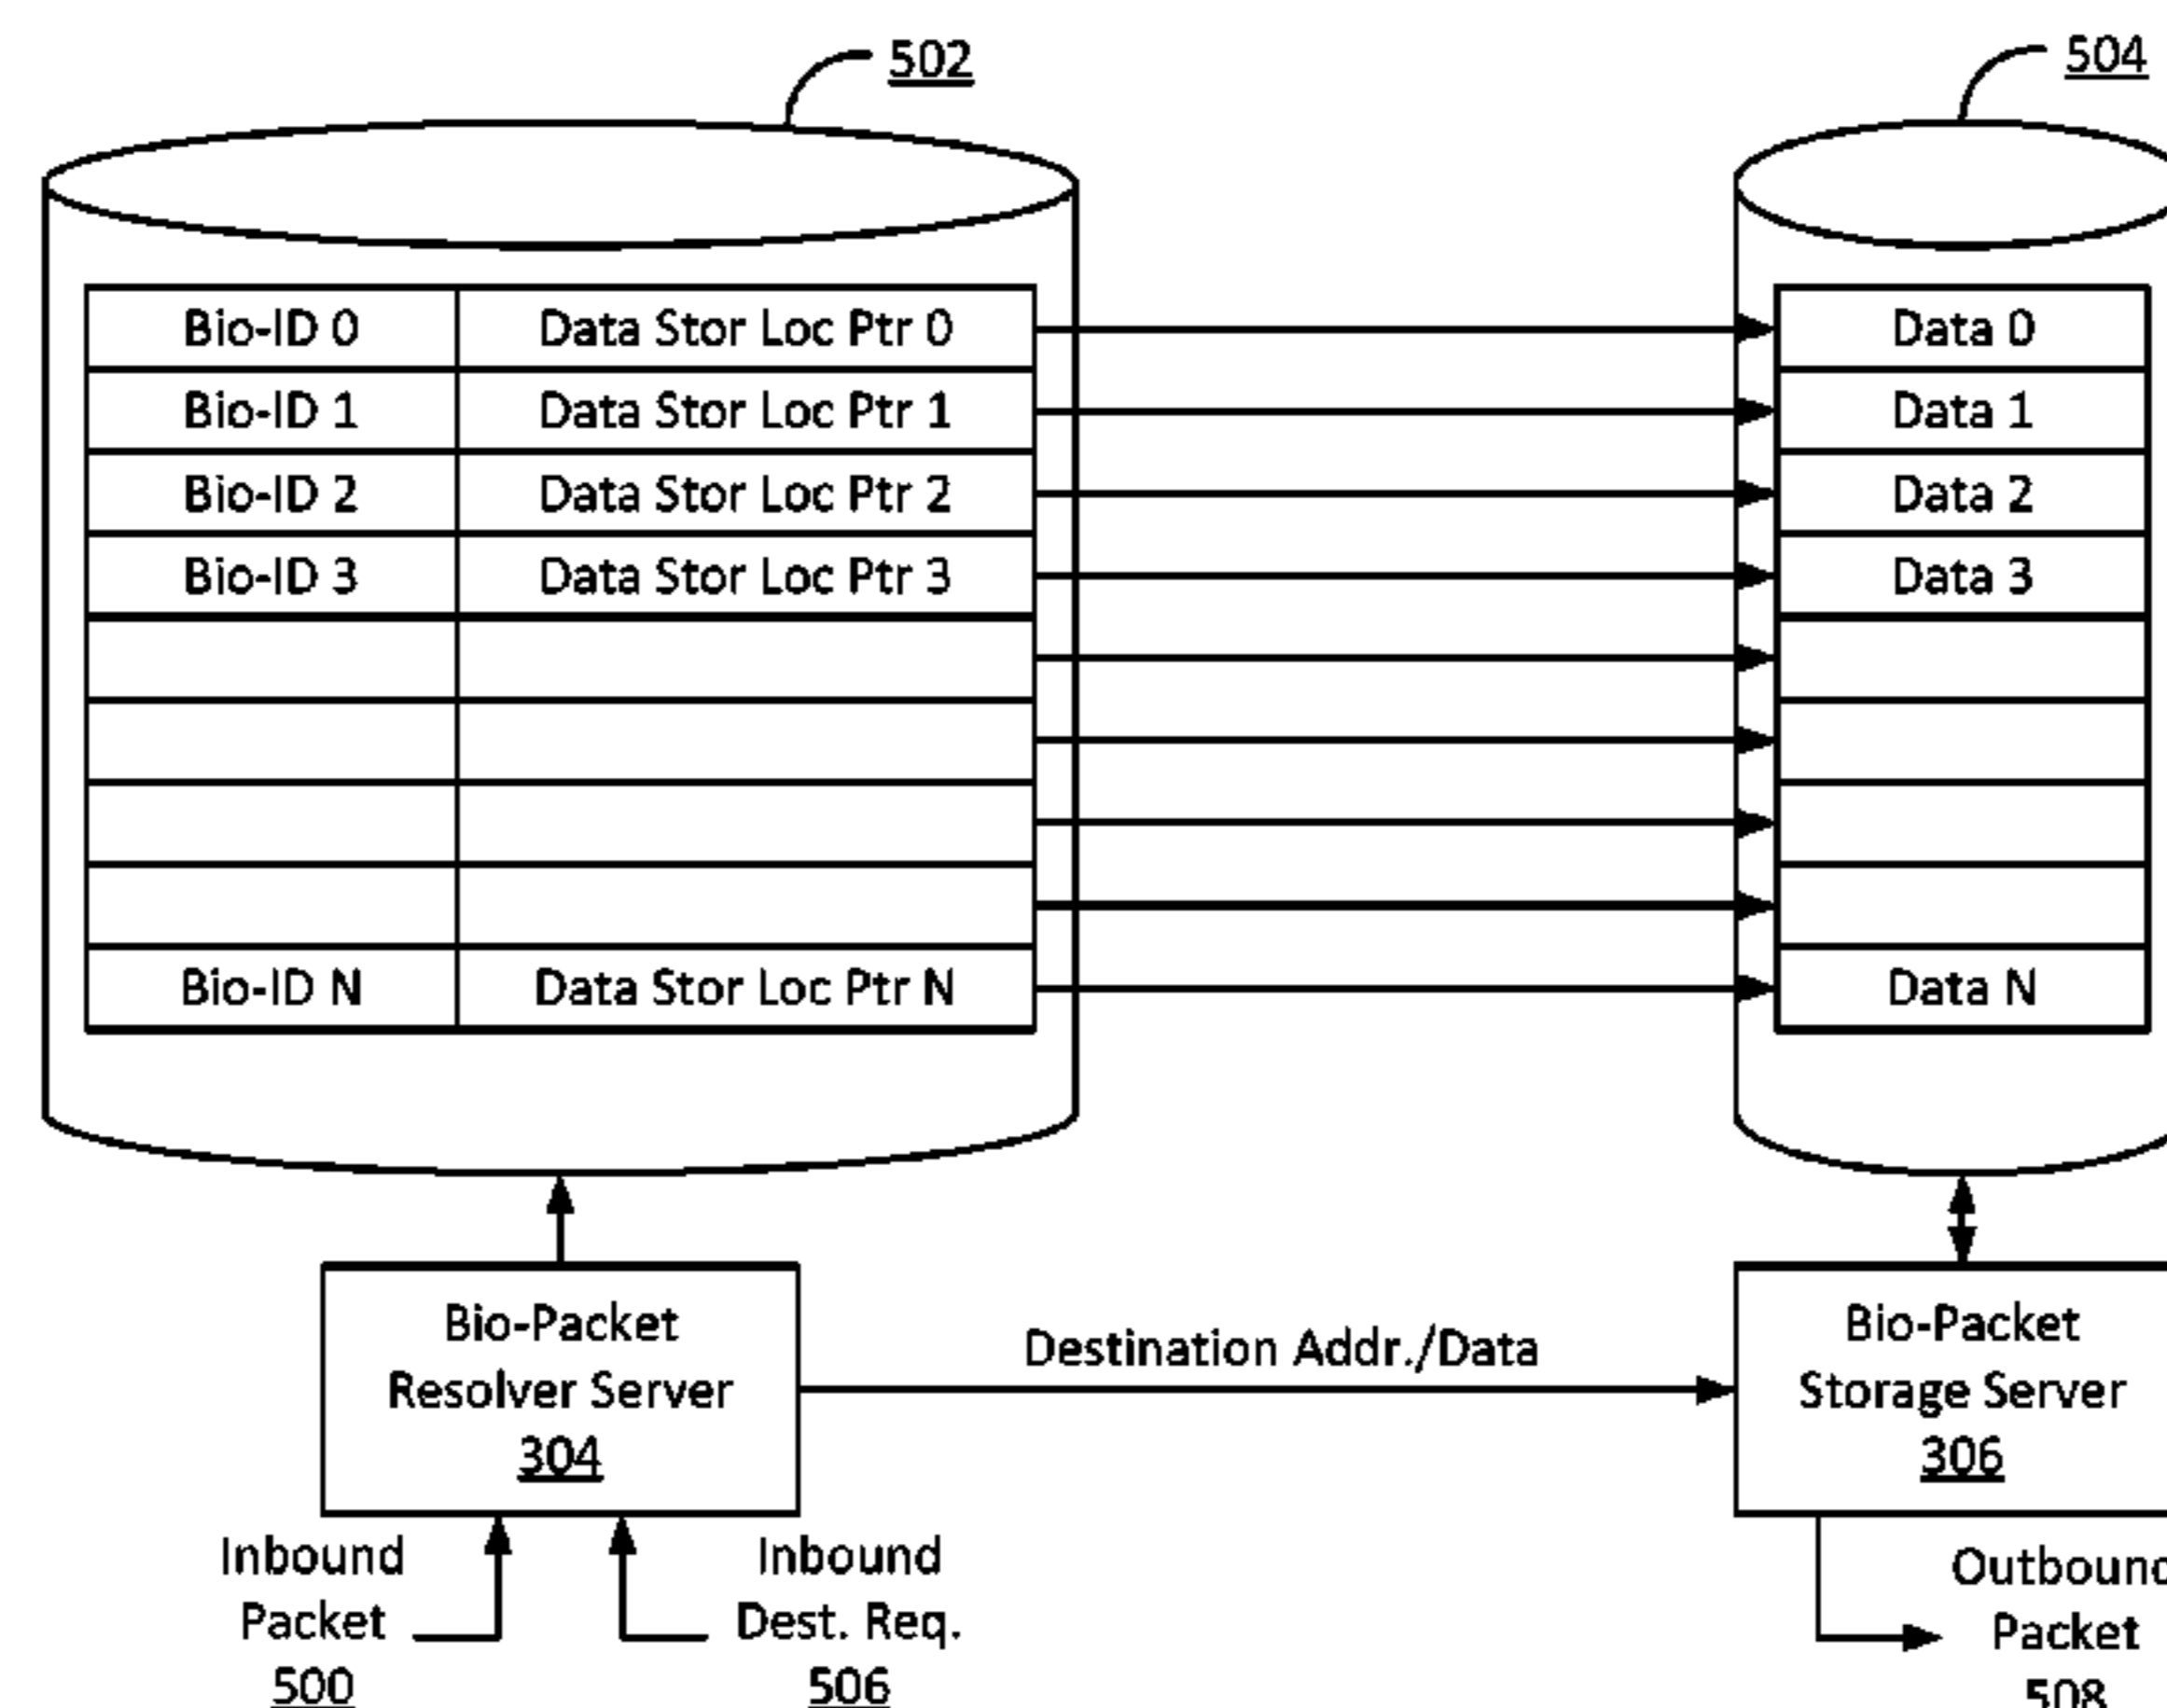 502
504
Bio-ID 0 Data Stor Loc Ptr 0 Data 0
Bio-ID 1 Data Stor Loc Ptr 1 Data 1
Bio-ID 2 Data Stor Loc Ptr 2 Data 2
Bio-ID 3 Data Stor Loc Ptr 3 Data 3
Bio-ID N Data Stor Loc Ptr N Data N
Bio-Packet
Resolver Server
304
Destination Addr./Data
Bio-Packet
Storage Server
306
Inbound
Packet
500
Inbound
Dest. Req.
506
Outbound
Packet
508